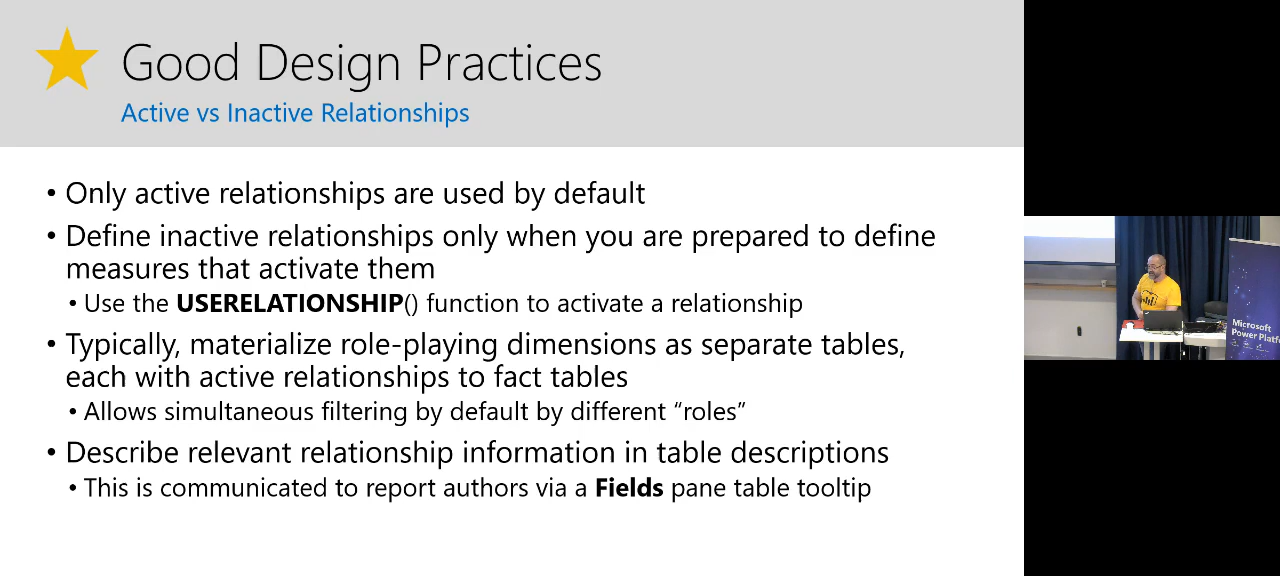 Good Design Practices
Active vs Inactive Relationships
• Only active relationships are used by default
• Define inactive relationships only when you are prepared to define
measures that activate them
• Use the USERELATIONSHIP() function to activate a relationship
• Typically, materialize role-playing dimensions as separate tables,
each with active relationships to fact tables
• Allows simultaneous filtering by default by different “roles”
• Describe relevant relationship information in table descriptions
• This is communicated to report authors via a Fields pane table tooltip
Microsoft
Power Platf